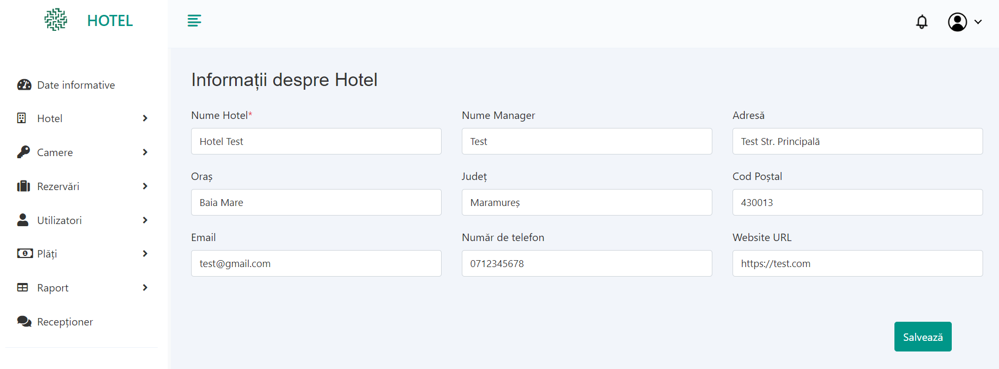 HOTEL
Date informative
Hotel
Camere
Rezervări
Utilizatori
Plăți
Raport
Recepționer
Informații despre Hotel
Nume Hotel*
Nume Manager
Adresă
Hotel Test
Test
Test Str. Principală
Oraș
Județ
Cod Poștal
Baia Mare
Maramureș
430013
Email
Număr de telefon
Website URL
test@gmail.com
0712345678
https://test.com
Salvează